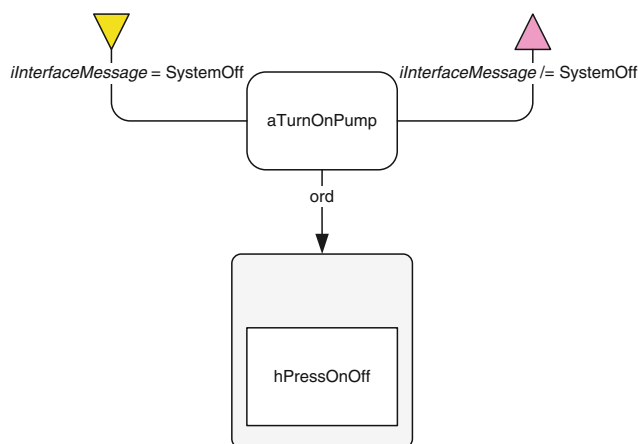 iInterfaceMessage = SystemOff
iInterfaceMessage /= SystemOff
aTurnOnPump
ord
hPressOnOff